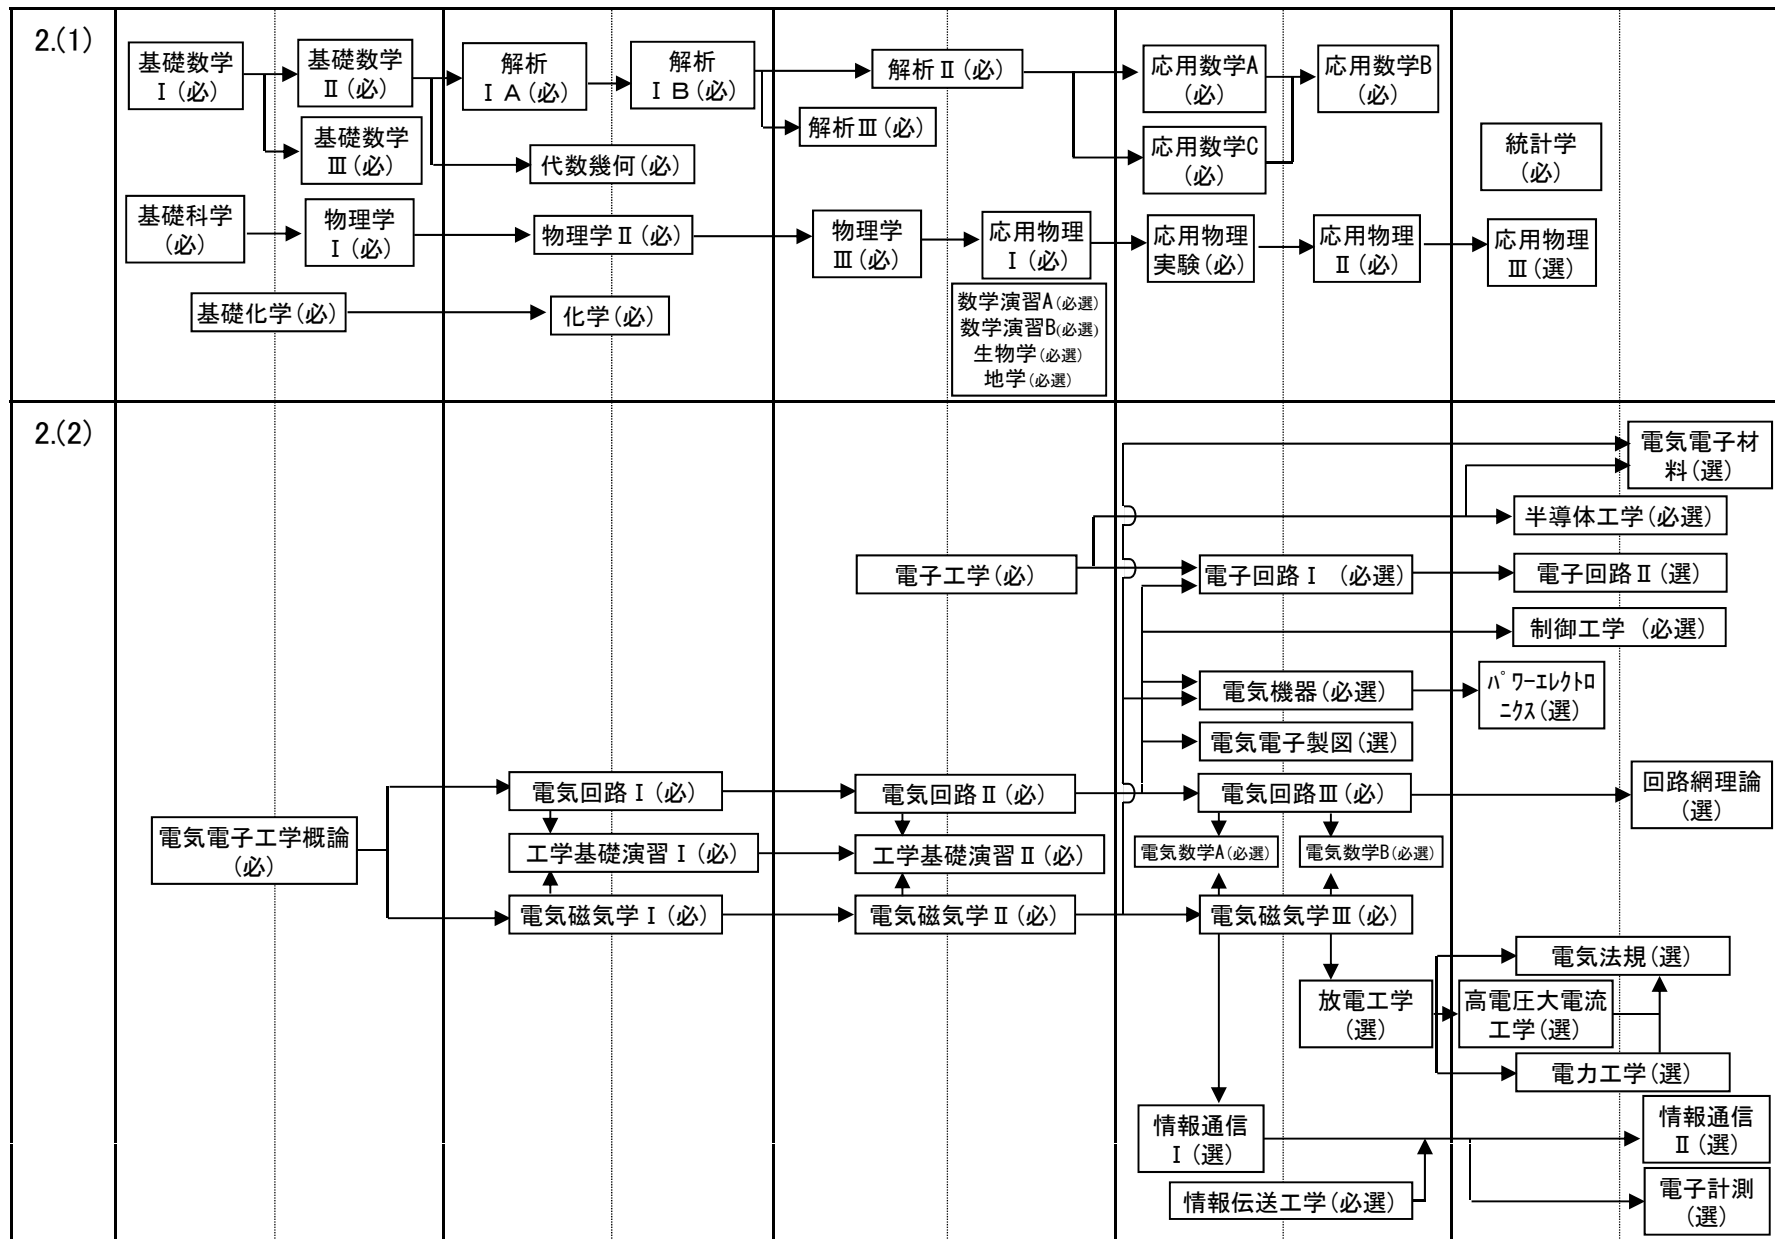 2.(1)
基礎数学
Ⅰ(必)
基礎数学
Ⅱ(必)
基礎数学
Ⅲ(必)
解析
Ⅰ A(必)
解析
Ⅰ B(必)
代数幾何(必)
解析Ⅱ(必)
解析Ⅲ(必)
応用数学A
(必)
応用数学B
(必)
応用数学C
(必)
統計学
(必)
基礎科学
(必)
物理学
Ⅰ(必)
物理学Ⅱ(必)
物理学
Ⅲ(必)
応用物理
Ⅰ(必)
応用物理
実験(必)
応用物理
Ⅱ(必)
応用物理
Ⅲ(選)
基礎化学(必)
化学(必)
数学演習A(必選)
数学演習B(必選)
生物学(必選)
地学(必選)
2.(2)
電気電子材
料(選)
半導体工学(必選)
電子工学(必)
電子回路Ⅰ (必選)
電子回路Ⅱ(選)
制御工学 (必選)
電気機器(必選)
パワーエレクトロ
ニクス(選)
電気電子製図(選)
電気回路Ⅰ(必)
電気回路Ⅱ(必)
電気回路Ⅲ(必)
回路網理論
(選)
電気電子工学概論
(必)
工学基礎演習Ⅰ(必)
工学基礎演習Ⅱ(必)
電気数学A(必選)
電気数学B(必選)
電気磁気学Ⅰ(必)
電気磁気学Ⅱ(必)
電気磁気学Ⅲ(必)
電気法規(選)
放電工学
(選)
高電圧大電流
工学(選)
電力工学(選)
情報通信
Ⅰ(選)
情報通信
Ⅱ(選)
情報伝送工学(必選)
電子計測
(選)